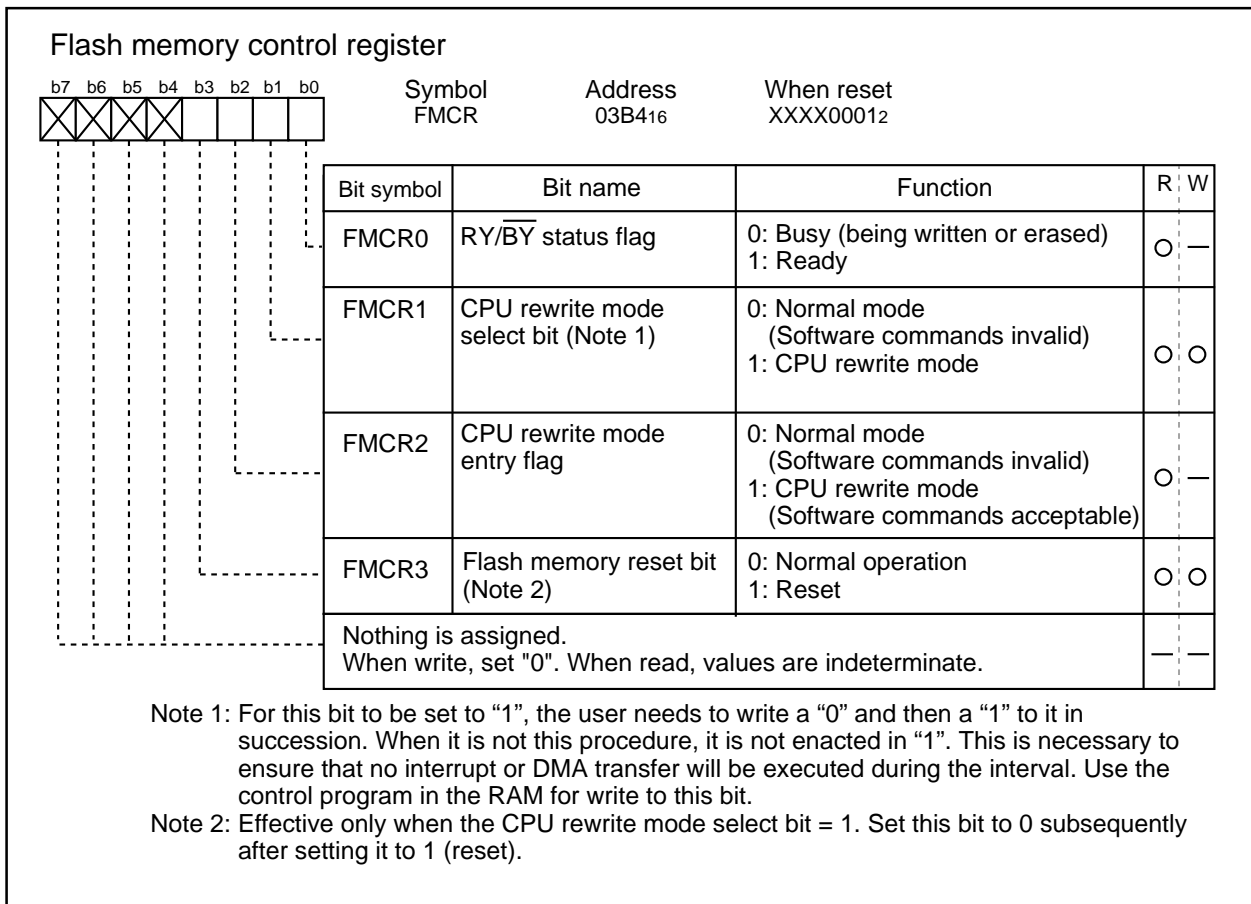 Flash memory control register
b7 b6 b5 b4 b3 b2 b1 b0
Symbol Address When reset
FMCR 03B416 XXXX00012
Bit symbol Bit name Function R W
FMCR0 RY/B̅Y̅ status flag 0: Busy (being written or erased)
1: Ready
FMCR1 CPU rewrite mode 0: Normal mode
select bit (Note 1) (Software commands invalid)
1: CPU rewrite mode
FMCR2 CPU rewrite mode 0: Normal mode
entry flag (Software commands invalid)
1: CPU rewrite mode
(Software commands acceptable)
FMCR3 Flash memory reset bit 0: Normal operation
(Note 2) 1: Reset
Nothing is assigned.
When write, set "0". When read, values are indeterminate.
Note 1: For this bit to be set to “1”, the user needs to write a “0” and then a “1” to it in
succession. When it is not this procedure, it is not enacted in “1”. This is necessary to
ensure that no interrupt or DMA transfer will be executed during the interval. Use the
control program in the RAM for write to this bit.
Note 2: Effective only when the CPU rewrite mode select bit = 1. Set this bit to 0 subsequently
after setting it to 1 (reset).